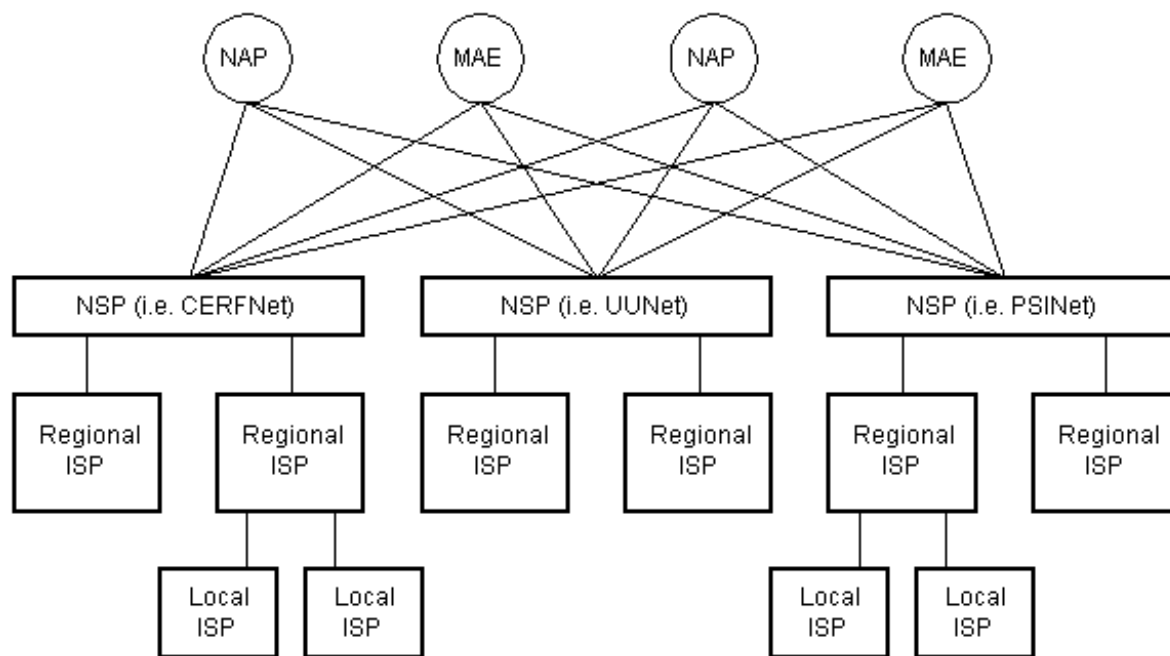 NAP
MAE
NAP
MAE
NSP (i.e. CERFNet)
NSP (i.e. UUNet)
NSP (i.e. PSINet)
Regional
ISP
Regional
ISP
Regional
ISP
Regional
ISP
Regional
ISP
Regional
ISP
Local
ISP
Local
ISP
Local
ISP
Local
ISP